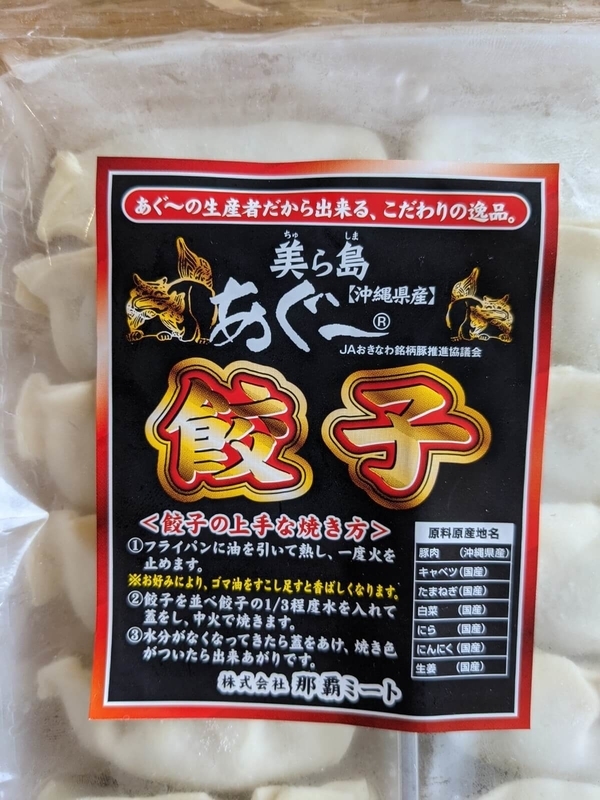 あぐ〜の生産者だから出来る、こだわりの逸品。
ちゅ しま
美ら島
あぐー®【沖縄県産】
JAおきなわ銘柄豚推進協議会
餃子
<餃子の上手な焼き方>
①フライパンに油を引いて熱し、一度火を
止めます。
※お好みにより、ゴマ油をすこし足すと香ばしくなります。
②餃子を並べ餃子の1/3程度水を入れて
蓋をし、中火で焼きます。
③水分がなくなってきたら蓋をあけ、焼き色
がついたら出来あがりです。
株式会社 那覇ミート
原料原産地名
豚肉 (沖縄県産)
キャベツ(国産)
たまねぎ(国産)
白菜 (国産)
にら (国産)
にんにく(国産)
生姜 (国産)